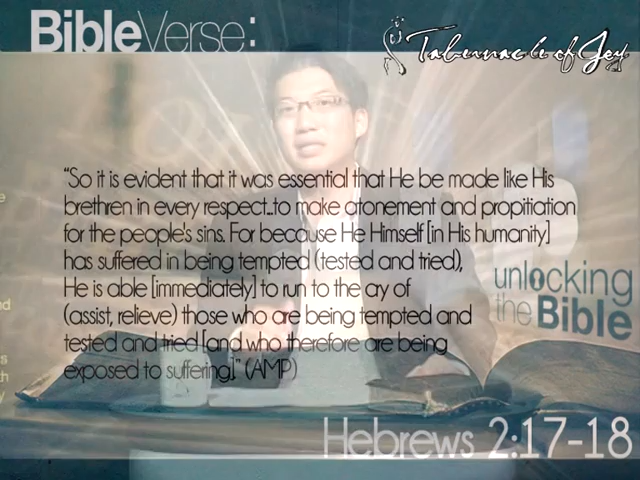 BibleVerse:
Tabernacle of Joy
"So it is evident that it was essential that He be made like His
brethren in every respect...to make atonement and propitiation
for the people's sins. For because He Himself [in His humanity]
has suffered in being tempted (tested and tried),
He is able [immediately] to run to the cry of
(assist, relieve) those who are being tempted and
tested and tried [and who therefore are being
exposed to suffering]." (AMP)
unlocking
the Bible
Hebrews 2:17-18